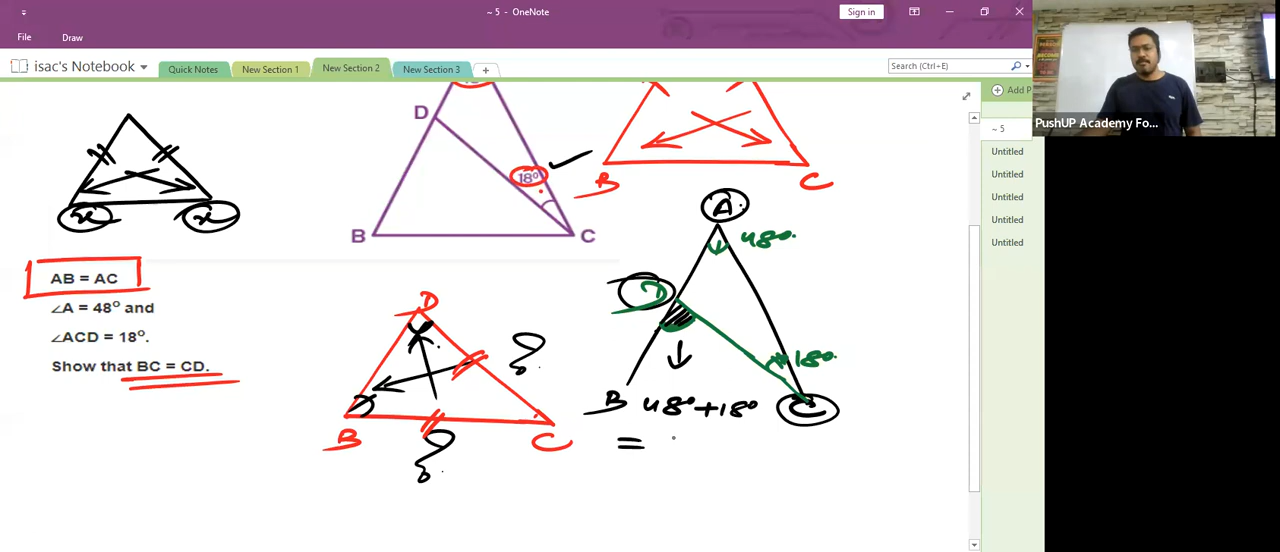 ~ 5 - OneNote
Sign in
File
Draw
isac's Notebook
Quick Notes
New Section 1
New Section 2
New Section 3
+
Search (Ctrl+E)
Add P
~ 5
Untitled
Untitled
Untitled
Untitled
Untitled
PushUP Academy Fo...
D
18°
B
C
B
C
x
x
AB = AC
∠A = 48° and
∠ACD = 18°.
Show that BC = CD.
D
B
C
A
48°
D
18°
B
C
48° + 18°
=